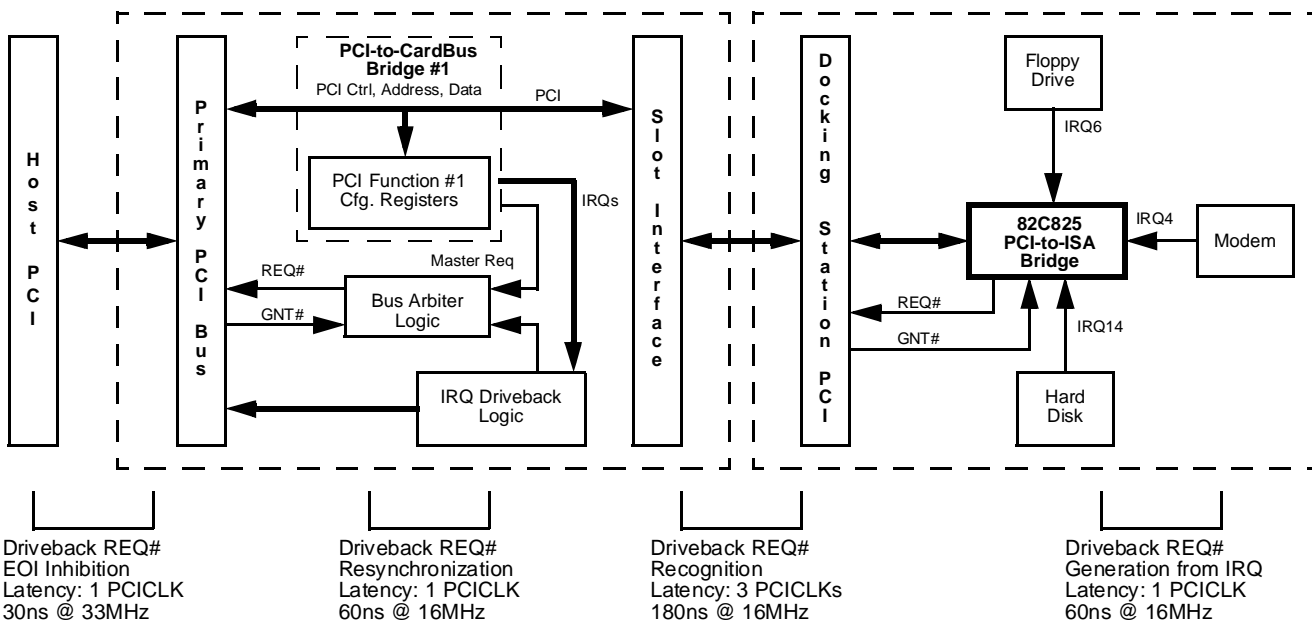 Host PCI
Primary PCI Bus
PCI-to-CardBus
Bridge #1
PCI Ctrl, Address, Data
PCI
PCI Function #1
Cfg. Registers
IRQs
Master Req
REQ#
GNT#
Bus Arbiter
Logic
IRQ Driveback
Logic
Slot Interface
Docking Station PCI
Floppy
Drive
IRQ6
82C825
PCI-to-ISA
Bridge
IRQ4
Modem
REQ#
GNT#
IRQ14
Hard
Disk
Driveback REQ#
EOI Inhibition
Latency: 1 PCICLK
30ns @ 33MHz
Driveback REQ#
Resynchronization
Latency: 1 PCICLK
60ns @ 16MHz
Driveback REQ#
Recognition
Latency: 3 PCICLKs
180ns @ 16MHz
Driveback REQ#
Generation from IRQ
Latency: 1 PCICLK
60ns @ 16MHz